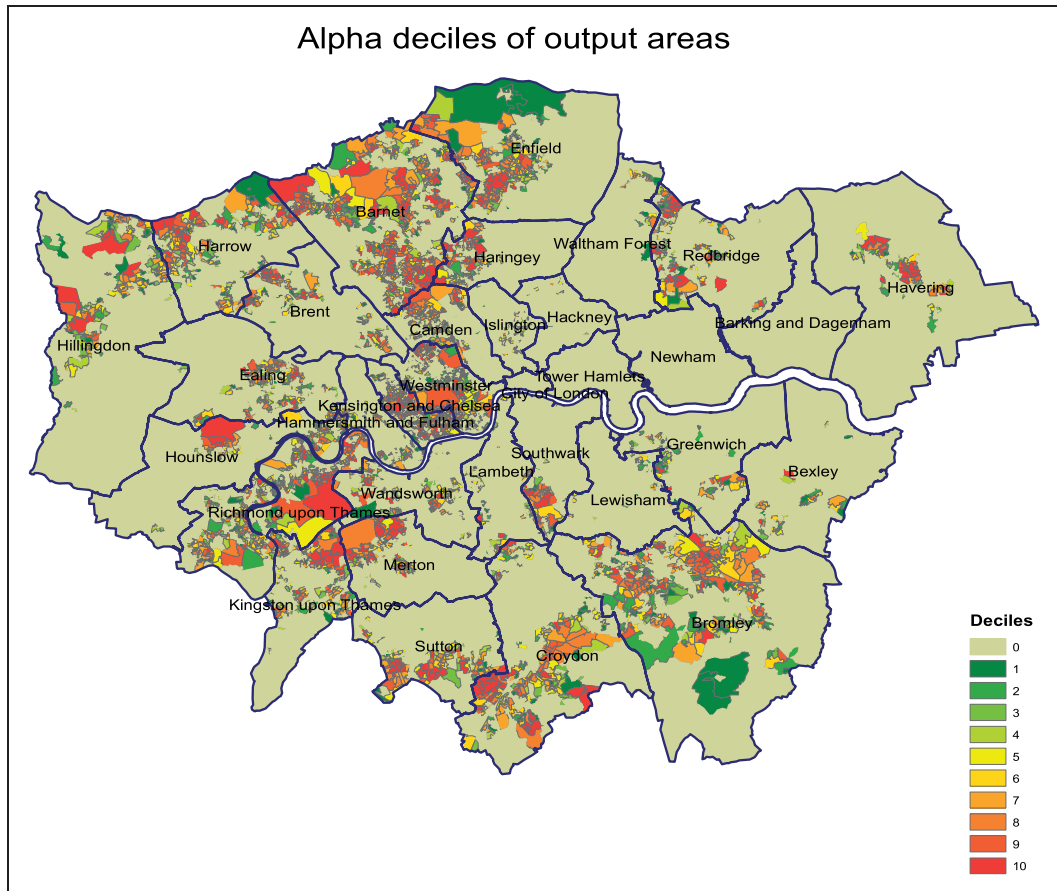 Alpha deciles of output areas
Enfield
Barnet
Harrow
Haringey
Waltham Forest
Redbridge
Havering
Brent
Hillingdon
Camden
Islington
Hackney
Barking and Dagenham
Newham
Ealing
Westminster
Tower Hamlets
City of London
Kensington and Chelsea
Hammersmith and Fulham
Hounslow
Southwark
Greenwich
Lambeth
Bexley
Wandsworth
Lewisham
Richmond upon Thames
Merton
Kingston upon Thames
Bromley
Sutton
Croydon
Deciles
0
1
2
3
4
5
6
7
8
9
10